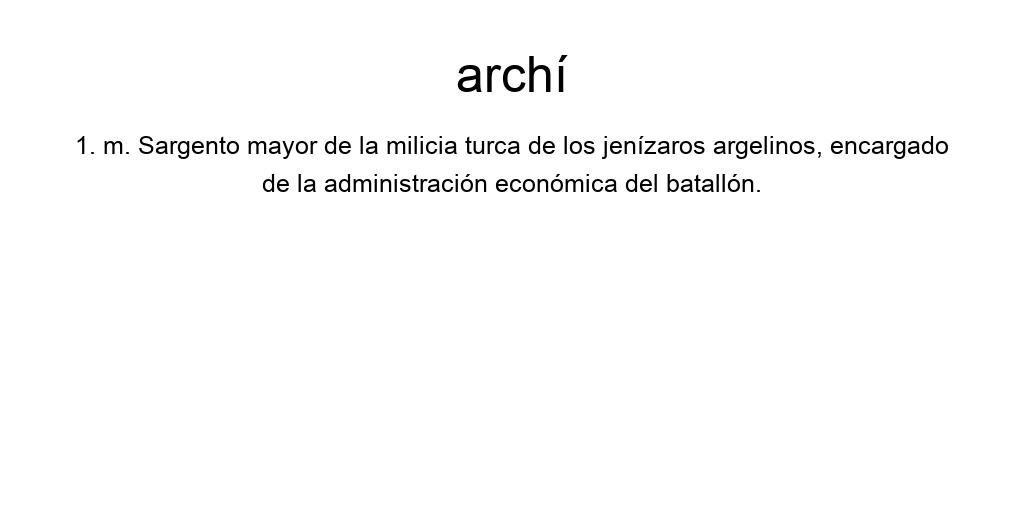 archí
1. m. Sargento mayor de la milicia turca de los jenízaros argelinos, encargado
de la administración económica del batallón.